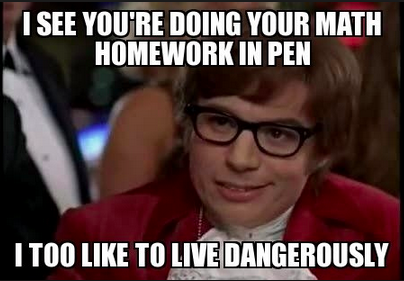 I SEE YOU'RE DOING YOUR MATH
HOMEWORK IN PEN
I TOO LIKE TO LIVE DANGEROUSLY